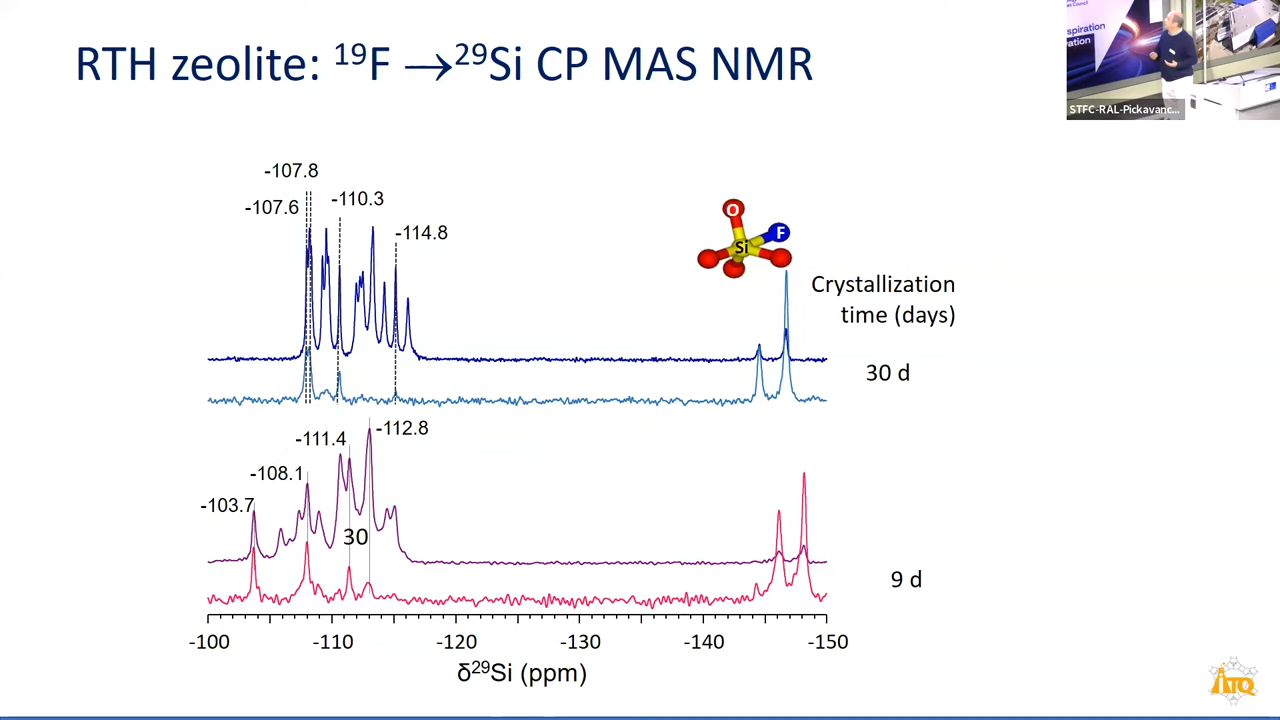 RTH zeolite: ¹⁹F →²⁹Si CP MAS NMR
spiration
STFC-RAL-Pickavanc...
-107.8
-107.6
-110.3
-114.8
O
F
Si
Crystallization
time (days)
30 d
-112.8
-111.4
-108.1
-103.7
30
9 d
-100
-110
-120
-130
-140
-150
δ²⁹Si (ppm)
iTQ